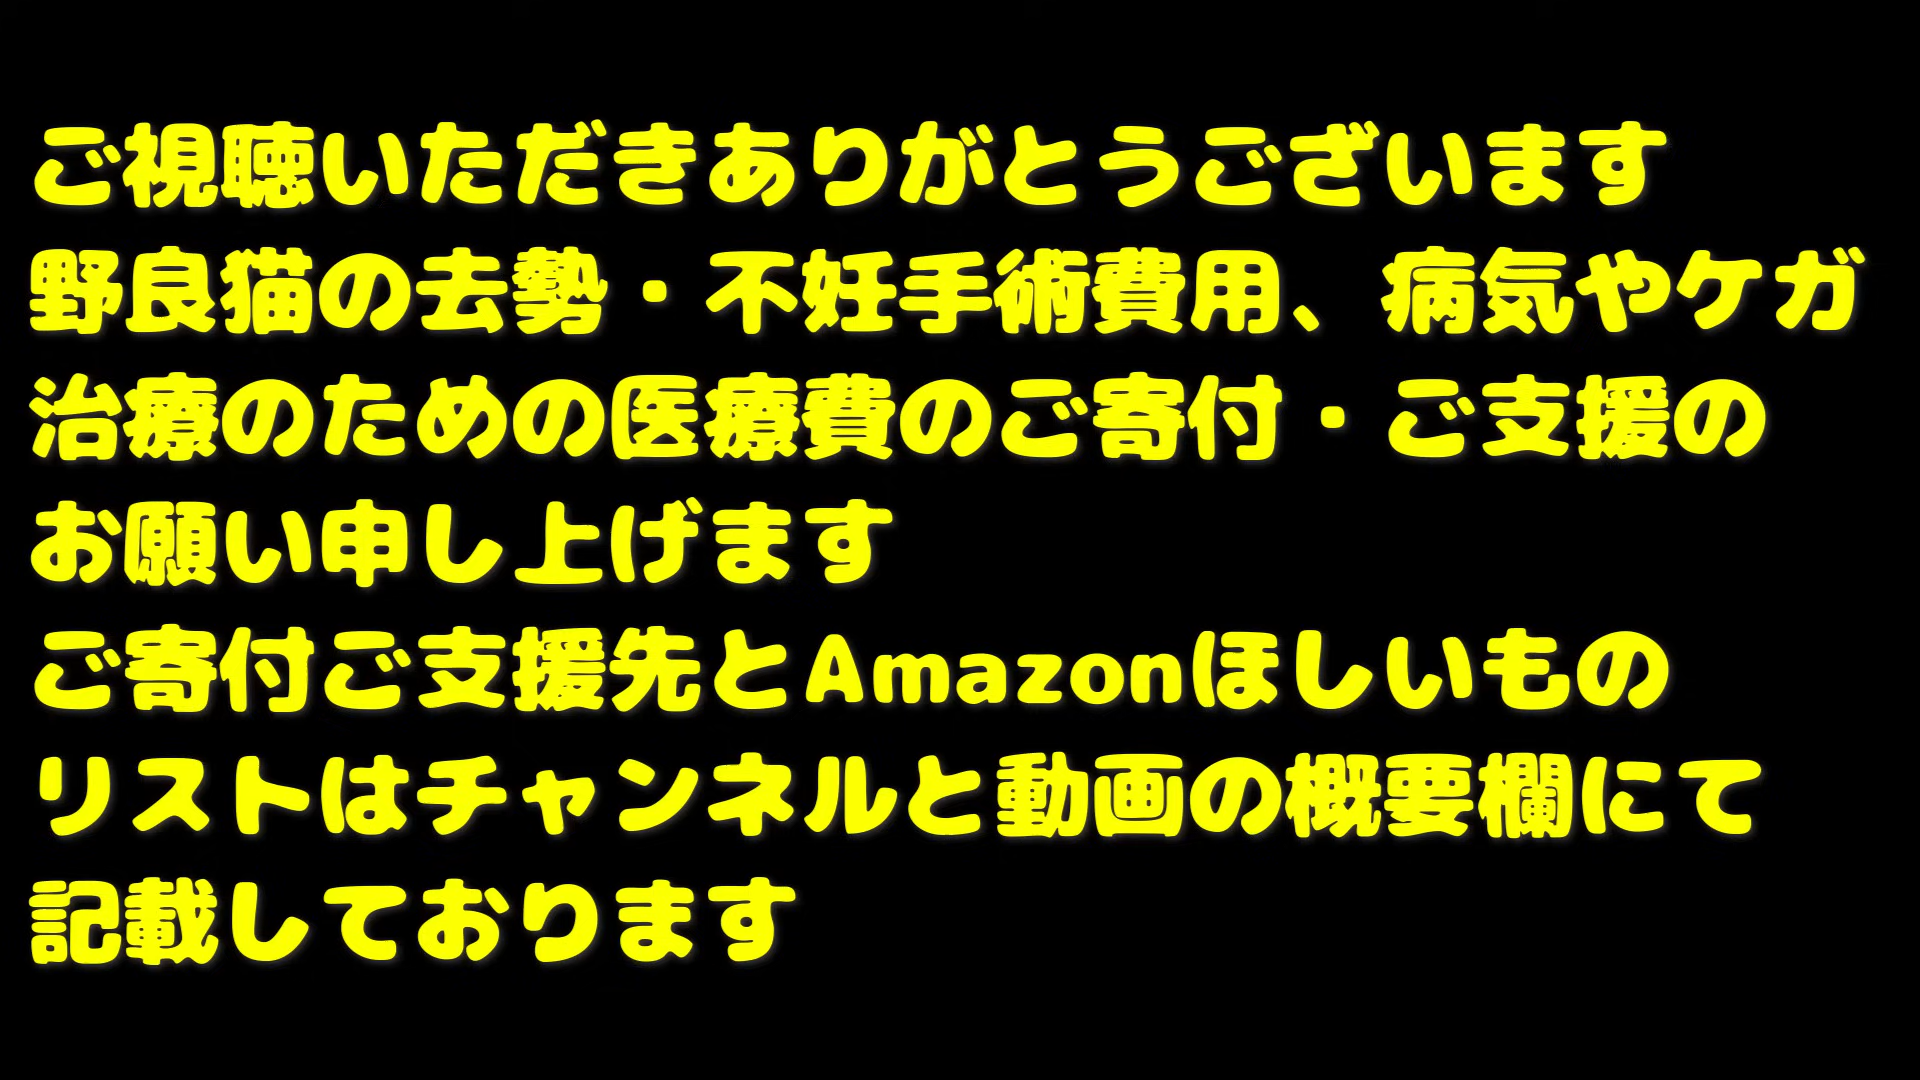 ご視聴いただきありがとうございます
野良猫の去勢・不妊手術費用、病気やケガ
治療のための医療費のご寄付・ご支援の
お願い申し上げます
ご寄付ご支援先とAmazonほしいもの
リストはチャンネルと動画の概要欄にて
記載しております